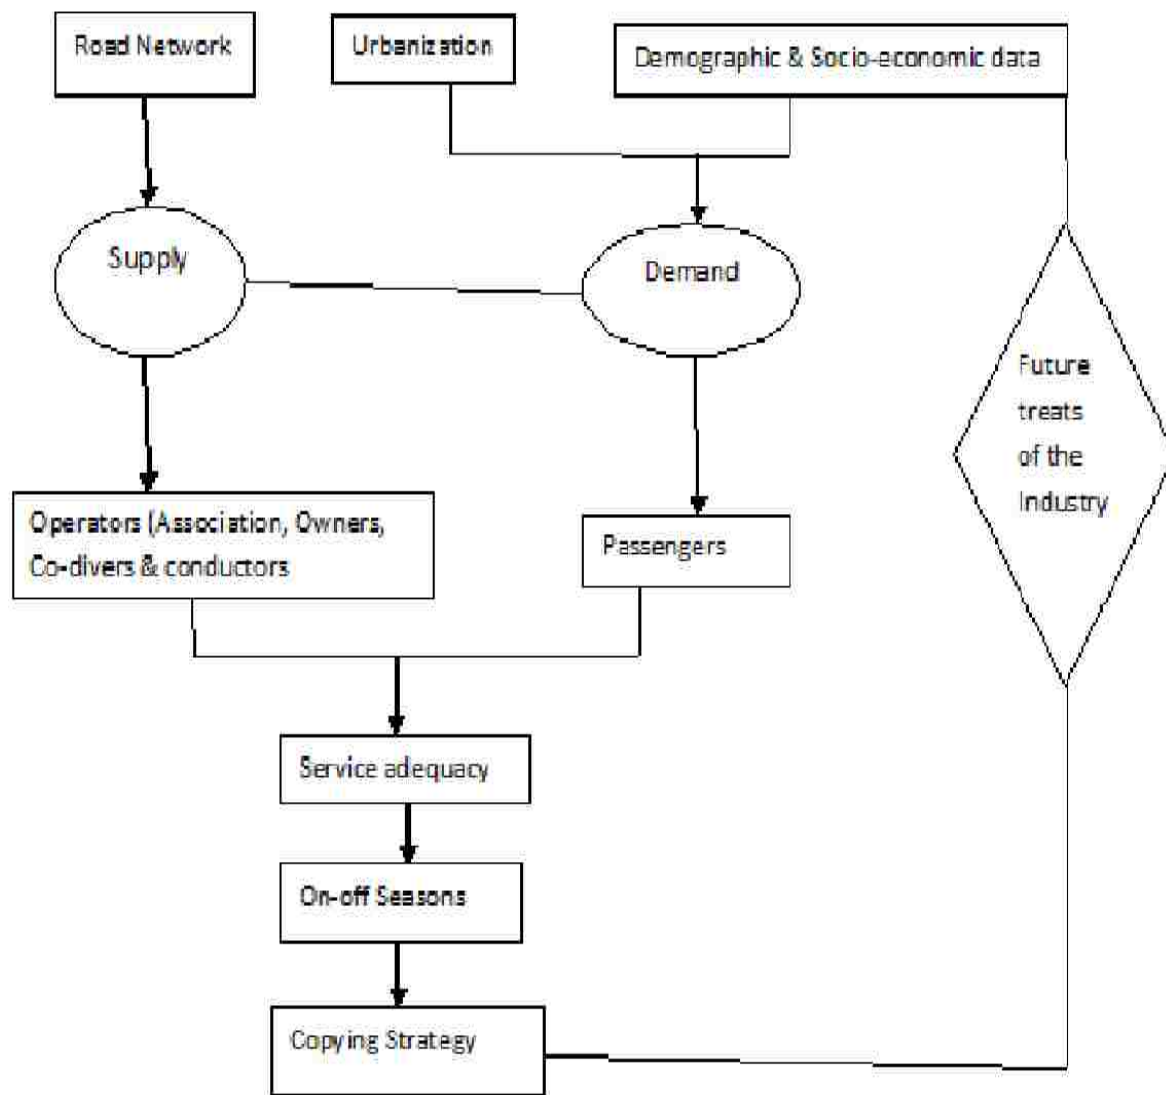 Road Network
Urbanization
Demographic & Socio-economic data
Supply
Demand
Future
treats
of the
Industry
Operators (Association, Owners,
Co-divers & conductors
Passengers
Service adequacy
On-off Seasons
Copying Strategy